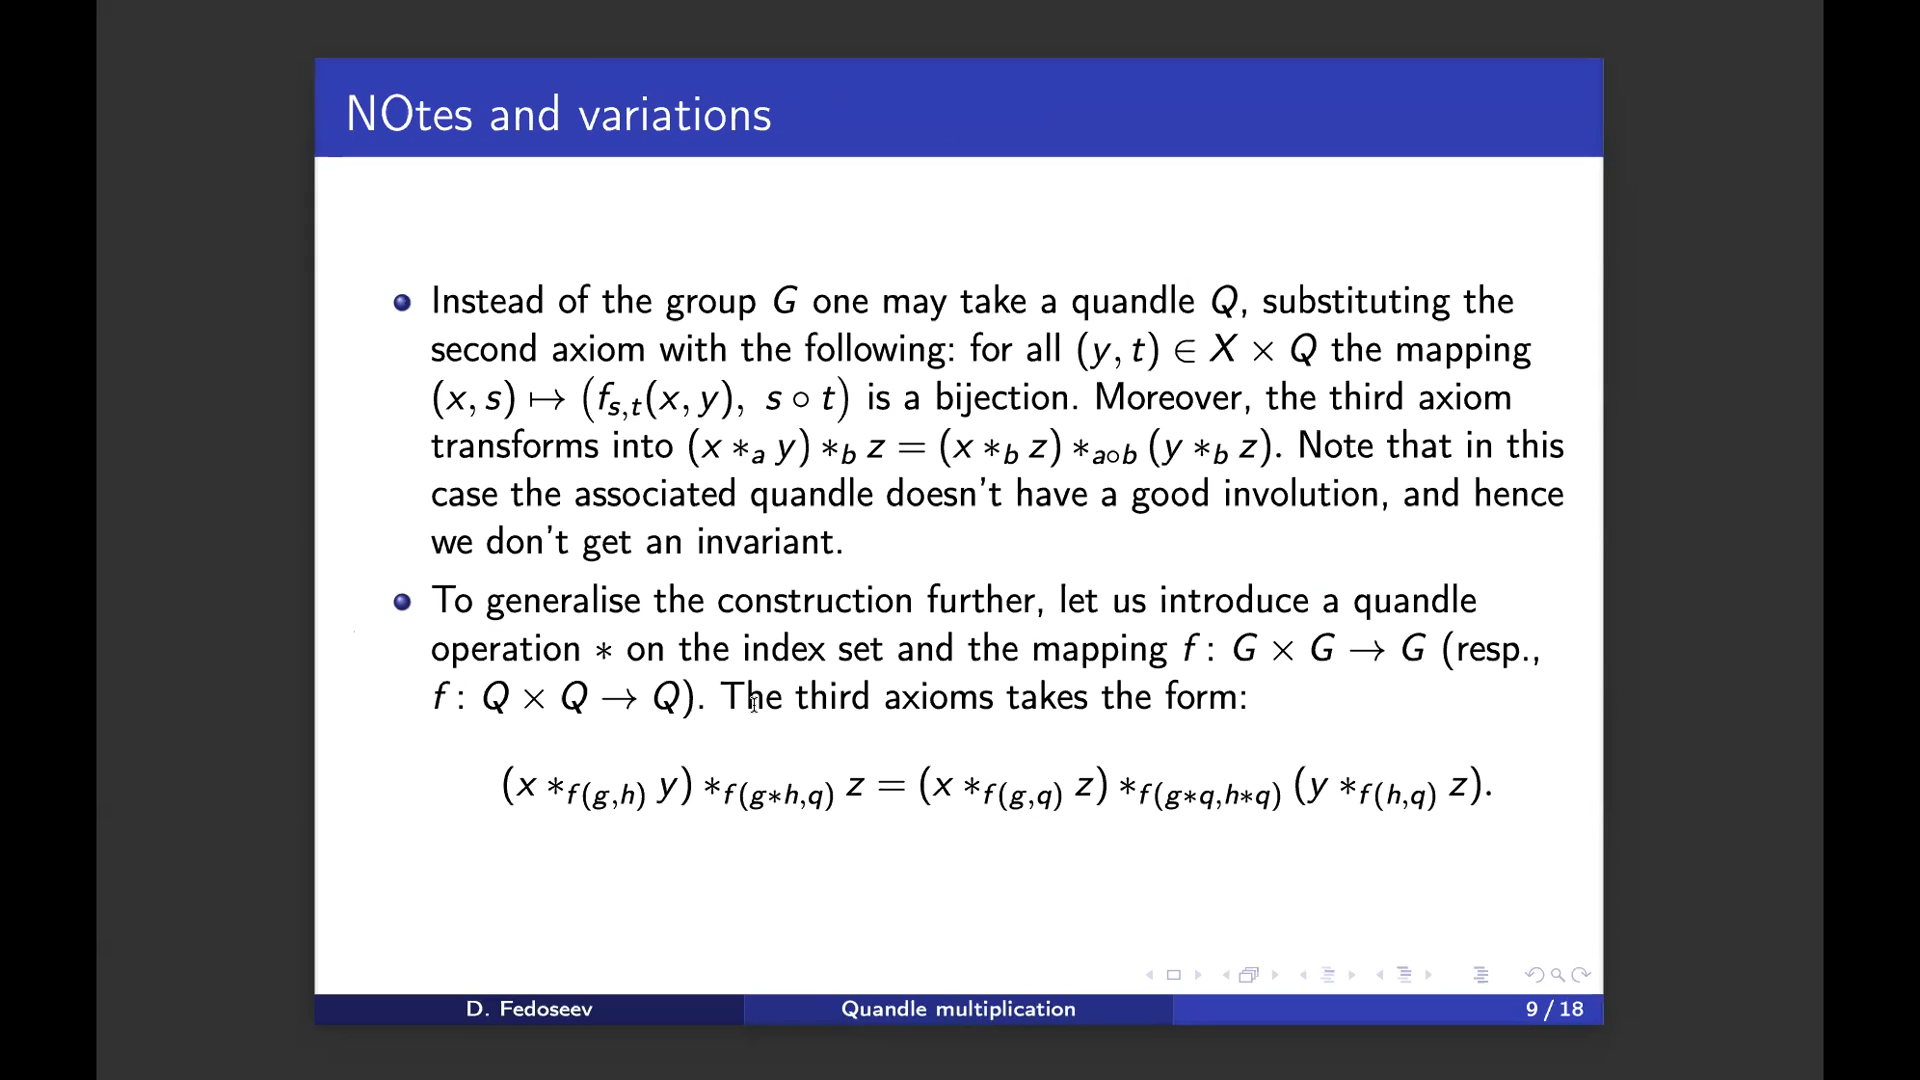 NOtes and variations
Instead of the group G one may take a quandle Q, substituting the
second axiom with the following: for all (y, t) ∈ X × Q the mapping
(x, s) ↦ (f_{s,t}(x, y), s ∘ t) is a bijection. Moreover, the third axiom
transforms into (x *_a y) *_b z = (x *_b z) *_{a∘b} (y *_b z). Note that in this
case the associated quandle doesn't have a good involution, and hence
we don't get an invariant.
To generalise the construction further, let us introduce a quandle
operation * on the index set and the mapping f : G × G → G (resp.,
f : Q × Q → Q). The third axioms takes the form:
(x *_{f(g,h)} y) *_{f(g*h,q)} z = (x *_{f(g,q)} z) *_{f(g*q,h*q)} (y *_{f(h,q)} z).
D. Fedoseev
Quandle multiplication
9 / 18